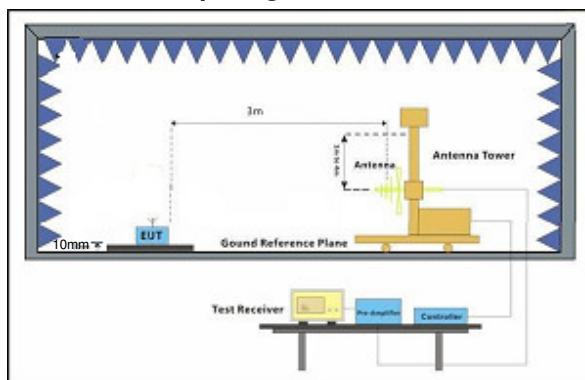 3m
Antenna
Antenna Tower
EUT
10mm
Gound Reference Plane
Test Receiver
Pre-Amplifier
Controller